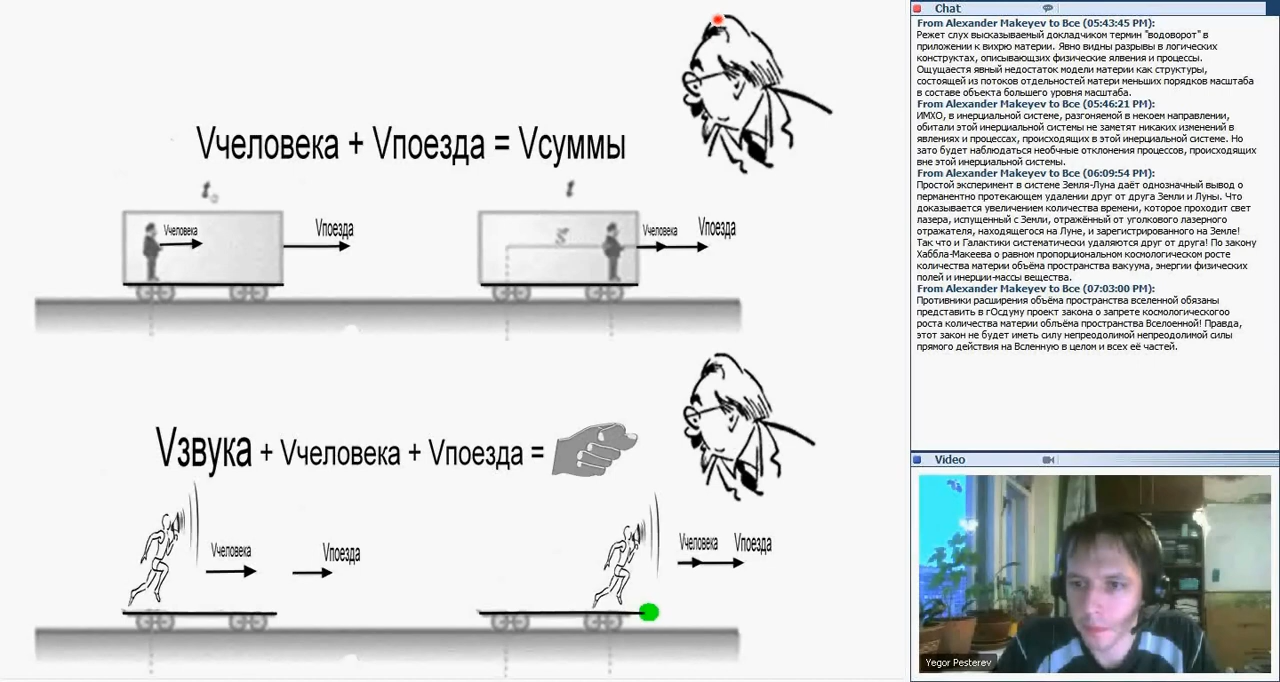 Vчеловека + Vпоезда = Vсуммы
t₀
t
Vчеловека
Vпоезда
S
Vчеловека
Vпоезда
Vзвука + Vчеловека + Vпоезда =
Vчеловека
Vпоезда
Vчеловека
Vпоезда
Chat
From Alexander Makeyev to Все (05:43:45 PM):
Режет слух высказываемый докладчиком термин "водоворот" в
приложении к вихрю материи. Явно видны разрывы в логических
конструктах, описывающзих физические ялвения и процессы.
Ощущаестя явный недостаток модели материи как структуры,
состоящей из потоков отдельностей матери меньших порядков масштаба
в составе объекта большего уровня масштаба.
From Alexander Makeyev to Все (05:46:21 PM):
ИМХО, в инерциальной системе, разгоняемой в некоем направлении,
обитали этой инерциальной системы не заметят никаких изменений в
явлениях и процессах, происходящих в этой инерциальной системе. Но
зато будет наблюдаться необчные отклонения процессов, происходящих
вне этой инерциальной системы.
From Alexander Makeyev to Все (06:09:54 PM):
Простой эксперимент в системе Земля-Луна даёт однозначный вывод о
перманентно протекающем удалении друг от друга Земли и Луны. Что
доказывается увеличением количества времени, которое проходит свет
лазера, испущенный с Земли, отражённый от уголкового лазерного
отражателя, находящегося на Луне, и зарегистрированного на Земле!
Так что и Галактики систематически удаляются друг от друга! По закону
Хаббла-Макеева о равном пропорциональном космологическом росте
количества материи объёма пространства вакуума, энергии физических
полей и инерции-массы вещества.
From Alexander Makeyev to Все (07:03:00 PM):
Противники расширения объёма пространства вселенной обязаны
представить в гОсдуму проект закона о запрете космологическогоо
роста количества материи облъёма пространства Вселоенной! Правда,
этот закон не будет иметь силу непреодолимой непреодолимой силы
прямого действия на Всленную в целом и всех её частей.
Video
Yegor Pesterev